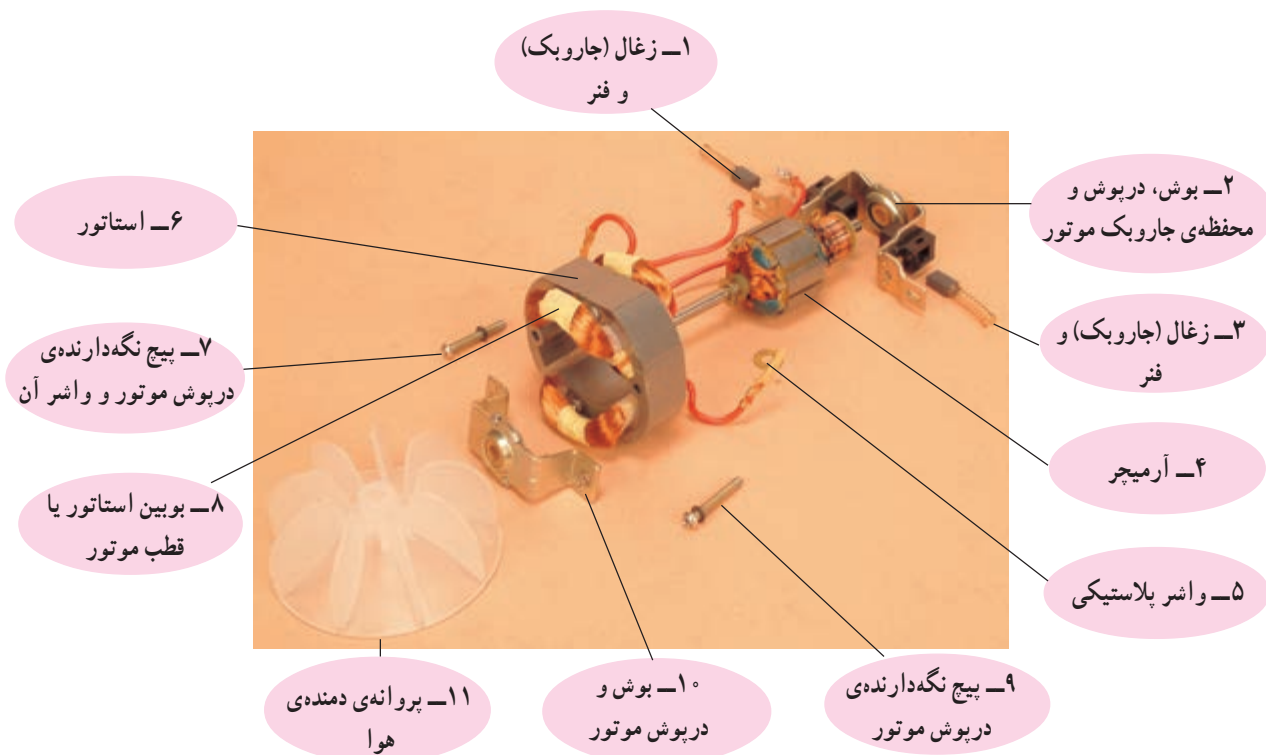 ۱ــ زغال (جاروبک)
و فنر
۲ــ بوش، درپوش و
محفظه‌ی جاروبک موتور
۳ــ زغال (جاروبک) و
فنر
۴ــ آرمیچر
۵ــ واشر پلاستیکی
۶ــ استاتور
۷ــ پیچ نگه‌دارنده‌ی
درپوش موتور و واشر آن
۸ــ بوبین استاتور یا
قطب موتور
۹ــ پیچ نگه‌دارنده‌ی
درپوش موتور
۱۰ــ بوش و
درپوش موتور
۱۱ــ پروانه‌ی دمنده‌ی
هوا